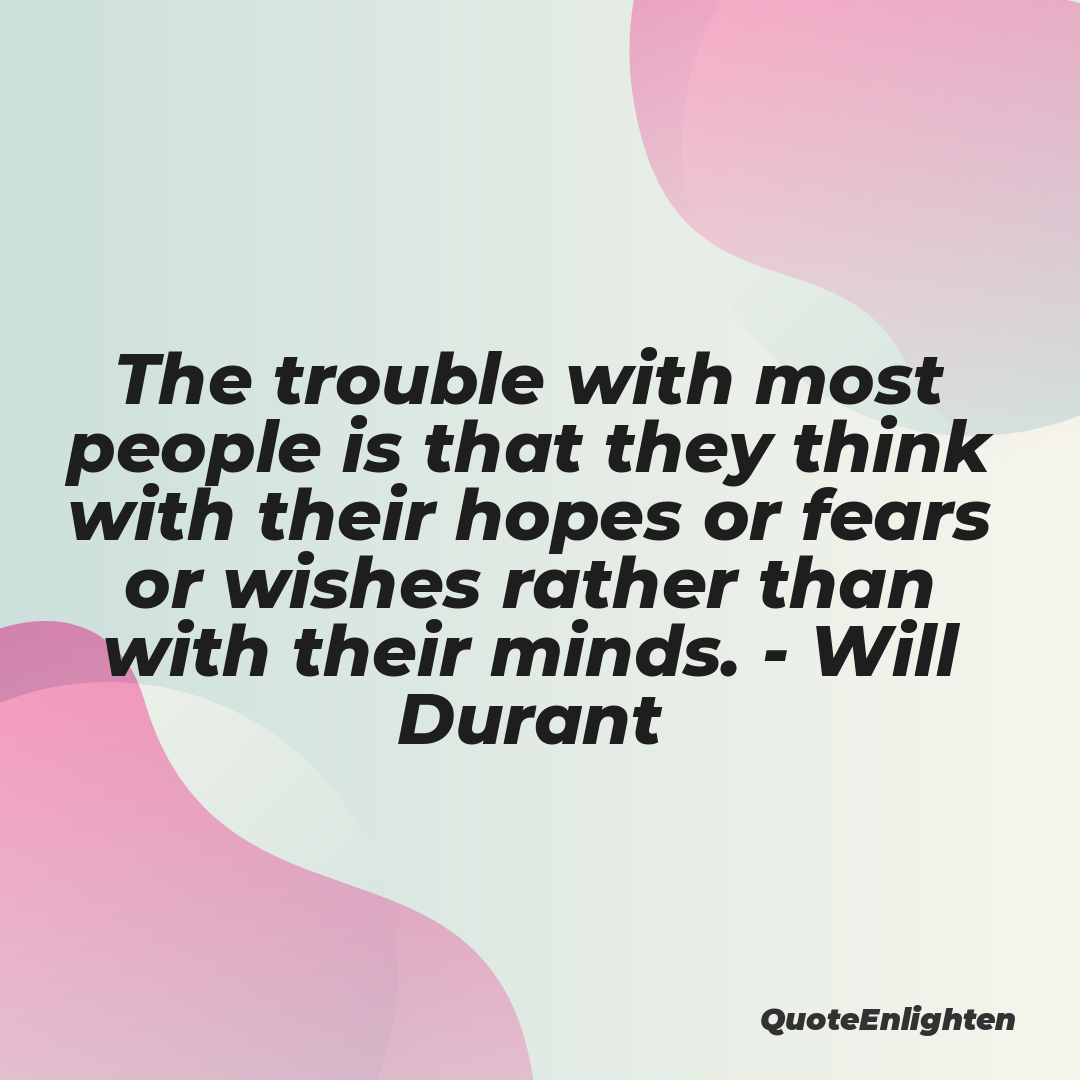 The trouble with most
people is that they think
with their hopes or fears
or wishes rather than
with their minds. - Will
Durant
QuoteEnlighten